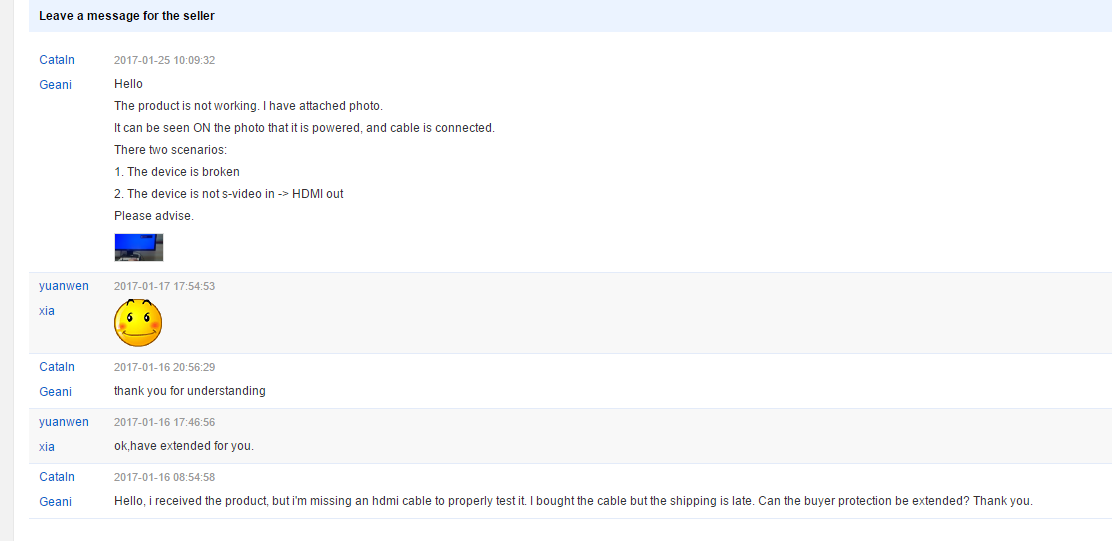 Leave a message for the seller
Cataln
Geani
2017-01-25 10:09:32
Hello
The product is not working. I have attached photo.
It can be seen ON the photo that it is powered, and cable is connected.
There two scenarios:
1. The device is broken
2. The device is not s-video in -> HDMI out
Please advise.
yuanwen
xia
2017-01-17 17:54:53
Cataln
Geani
2017-01-16 20:56:29
thank you for understanding
yuanwen
xia
2017-01-16 17:46:56
ok,have extended for you.
Cataln
Geani
2017-01-16 08:54:58
Hello, i received the product, but i'm missing an hdmi cable to properly test it. I bought the cable but the shipping is late. Can the buyer protection be extended? Thank you.